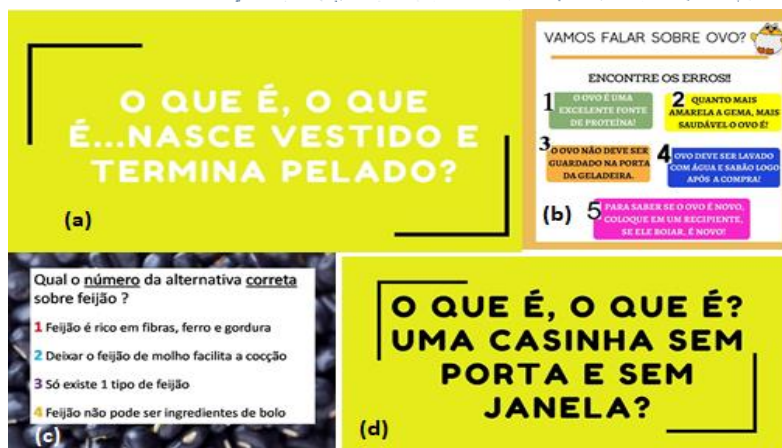 O QUE É, O QUE
É...NASCE VESTIDO E
TERMINA PELADO?
(a)
VAMOS FALAR SOBRE OVO?
ENCONTRE OS ERROS!!
1 O OVO É UMA
EXCELENTE FONTE
DE PROTEÍNA!
2 QUANTO MAIS
AMARELA A GEMA, MAIS
SAUDÁVEL O OVO É!
3 O OVO NÃO DEVE SER
GUARDADO NA PORTA
DA GELADEIRA.
4 OVO DEVE SER LAVADO
COM ÁGUA E SABÃO LOGO
APÓS A COMPRA!
5 PARA SABER SE O OVO É NOVO,
COLOQUE EM UM RECIPIENTE,
SE ELE BOIAR, É NOVO!
(b)
Qual o número da alternativa correta
sobre feijão ?
1 Feijão é rico em fibras, ferro e gordura
2 Deixar o feijão de molho facilita a cocção
3 Só existe 1 tipo de feijão
4 Feijão não pode ser ingredientes de bolo
(c)
O QUE É, O QUE É?
UMA CASINHA SEM
PORTA E SEM
JANELA?
(d)